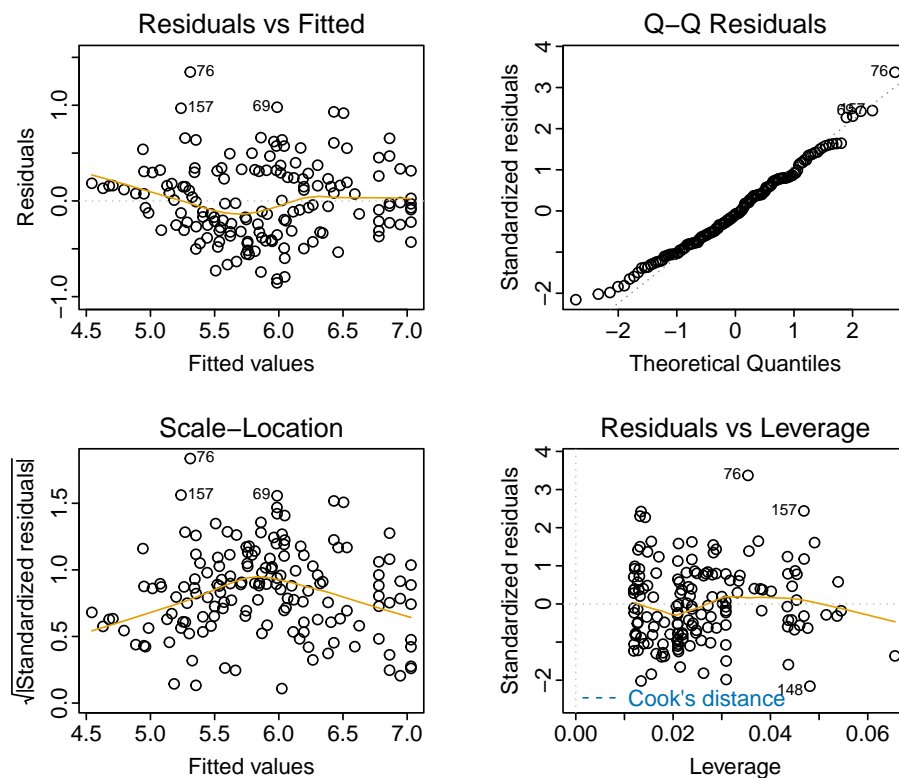 Residuals vs Fitted
Residuals
−1.0
0.0
1.0
76
157
69
4.5 5.0 5.5 6.0 6.5 7.0
Fitted values
Q−Q Residuals
Standardized residuals
−2
0
1
2
3
4
76
157
−2 −1 0 1 2
Theoretical Quantiles
Scale−Location
√|Standardized residuals|
0.0
0.5
1.0
1.5
76
157
69
4.5 5.0 5.5 6.0 6.5 7.0
Fitted values
Residuals vs Leverage
Standardized residuals
−2
0
1
2
3
4
76
157
148
Cook's distance
0.00 0.02 0.04 0.06
Leverage